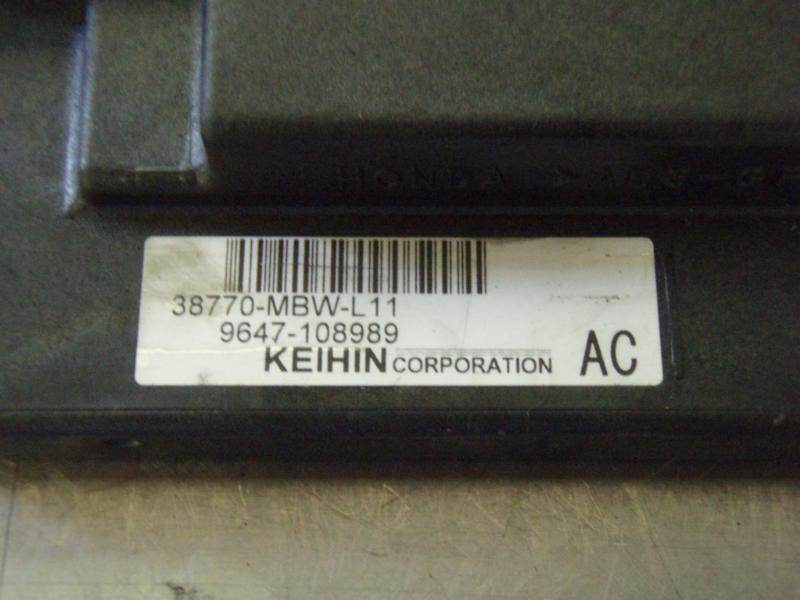 HONDA
38770-MBW-L11
9647-108989
KEIHIN CORPORATION AC